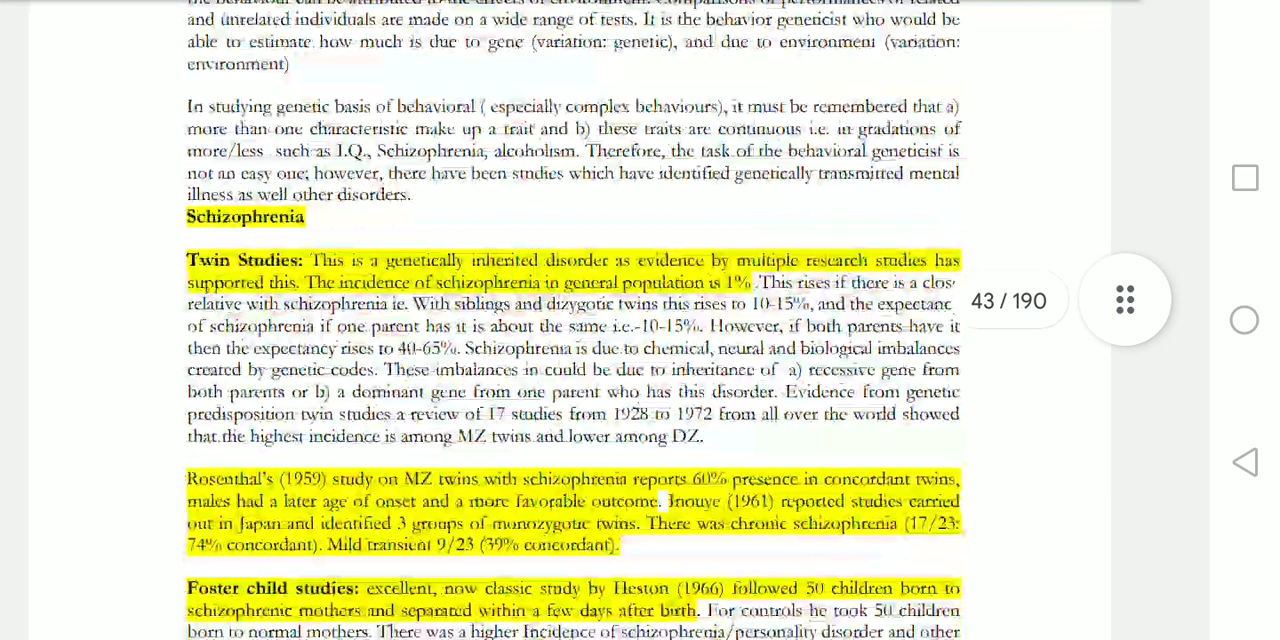 and unrelated individuals are made on a wide range of tests. It is the behavior geneticist who would be
able to estimate how much is due to gene (variation: genetic), and due to environment (variation:
environment)
In studying genetic basis of behavioral ( especially complex behaviours), it must be remembered that a)
more than one characteristic make up a trait and b) these traits are continuous i.e. in gradations of
more/less such as I.Q., Schizophrenia, alcoholism. Therefore, the task of the behavioral geneticist is
not an easy one; however, there have been studies which have identified genetically transmitted mental
illness as well other disorders.
Schizophrenia
Twin Studies: This is a genetically inherited disorder as evidence by multiple research studies has
supported this. The incidence of schizophrenia in general population is 1% .This rises if there is a clos
relative with schizophrenia ie. With siblings and dizygotic twins this rises to 10-15%, and the expectanc
43 / 190
of schizophrenia if one parent has it is about the same i.e.-10-15%. However, if both parents have it
then the expectancy rises to 40-65%. Schizophrenia is due to chemical, neural and biological imbalances
created by genetic codes. These imbalances in could be due to inheritance of a) recessive gene from
both parents or b) a dominant gene from one parent who has this disorder. Evidence from genetic
predisposition twin studies a review of 17 studies from 1928 to 1972 from all over the world showed
that the highest incidence is among MZ twins and lower among DZ.
Rosenthal's (1959) study on MZ twins with schizophrenia reports 60% presence in concordant twins,
males had a later age of onset and a more favorable outcome. Inouye (1961) reported studies carried
out in Japan and identified 3 groups of monozygotic twins. There was chronic schizophrenia (17/23:
74% concordant). Mild transient 9/23 (39% concordant).
Foster child studies: excellent, now classic study by Heston (1966) followed 50 children born to
schizophrenic mothers and separated within a few days after birth. For controls he took 50 children
born to normal mothers. There was a higher Incidence of schizophrenia/personality disorder and other